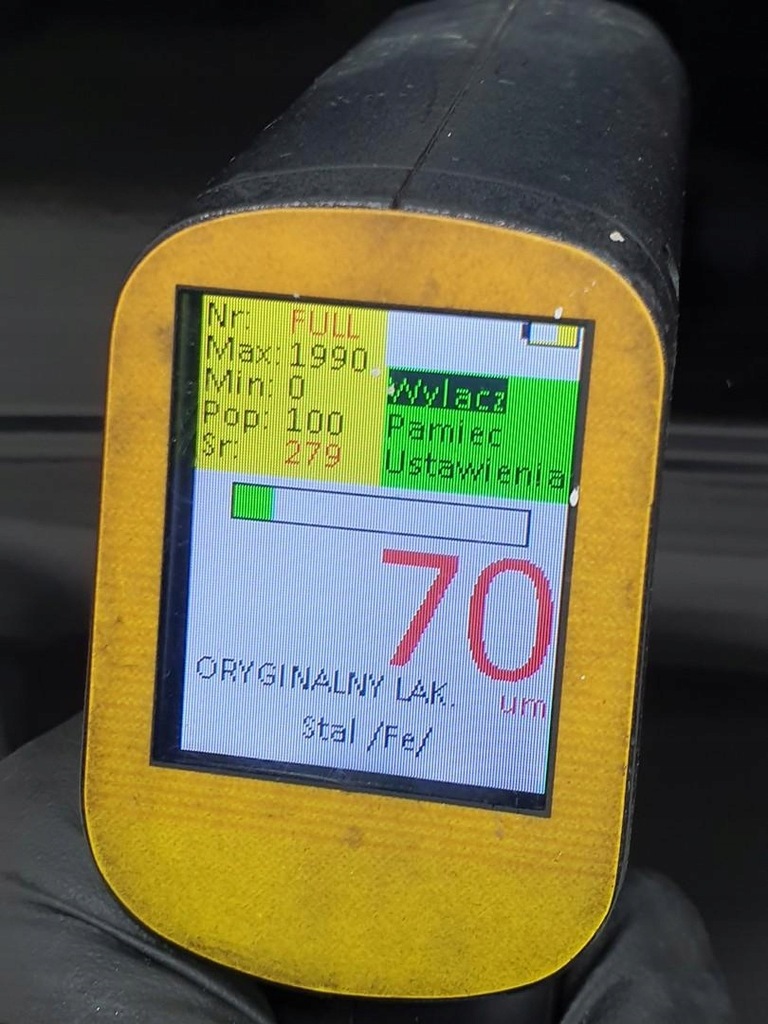 Nr: FULL
Max: 1990
Min: 0
Pop: 100
Sr: 279
Wylacz
Pamiec
Ustawienia
70
um
ORYGINALNY LAK.
Stal /Fe/